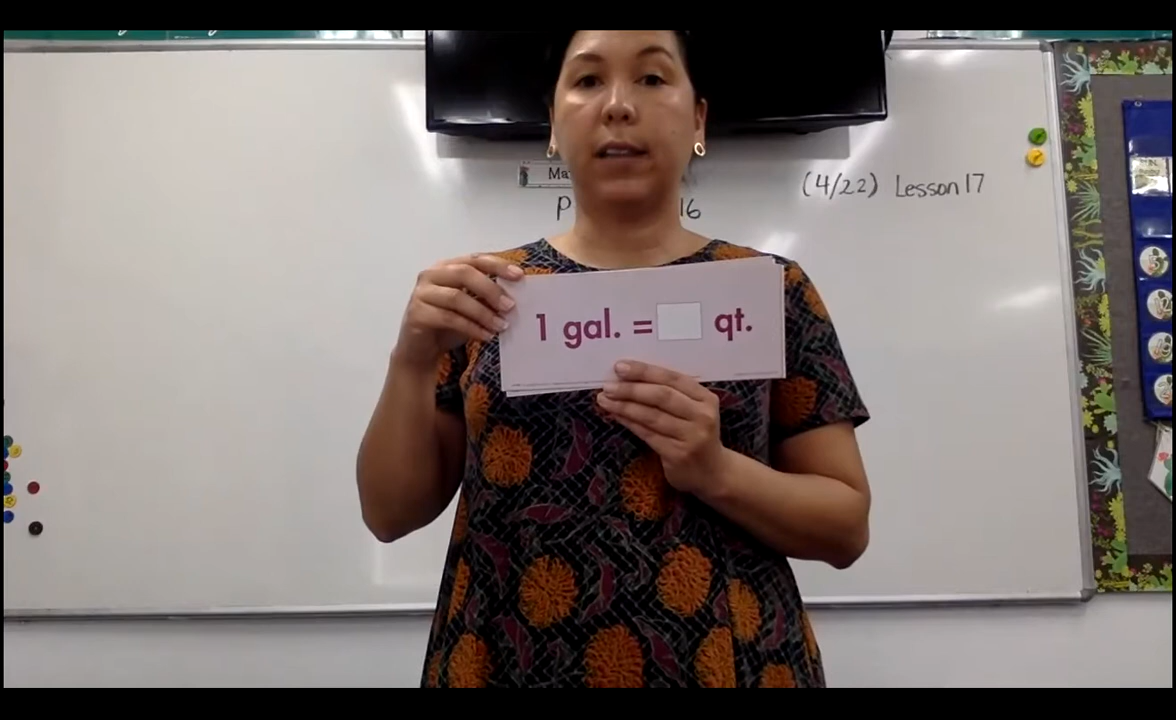 (4/22) Lesson 17
1 gal. = qt.